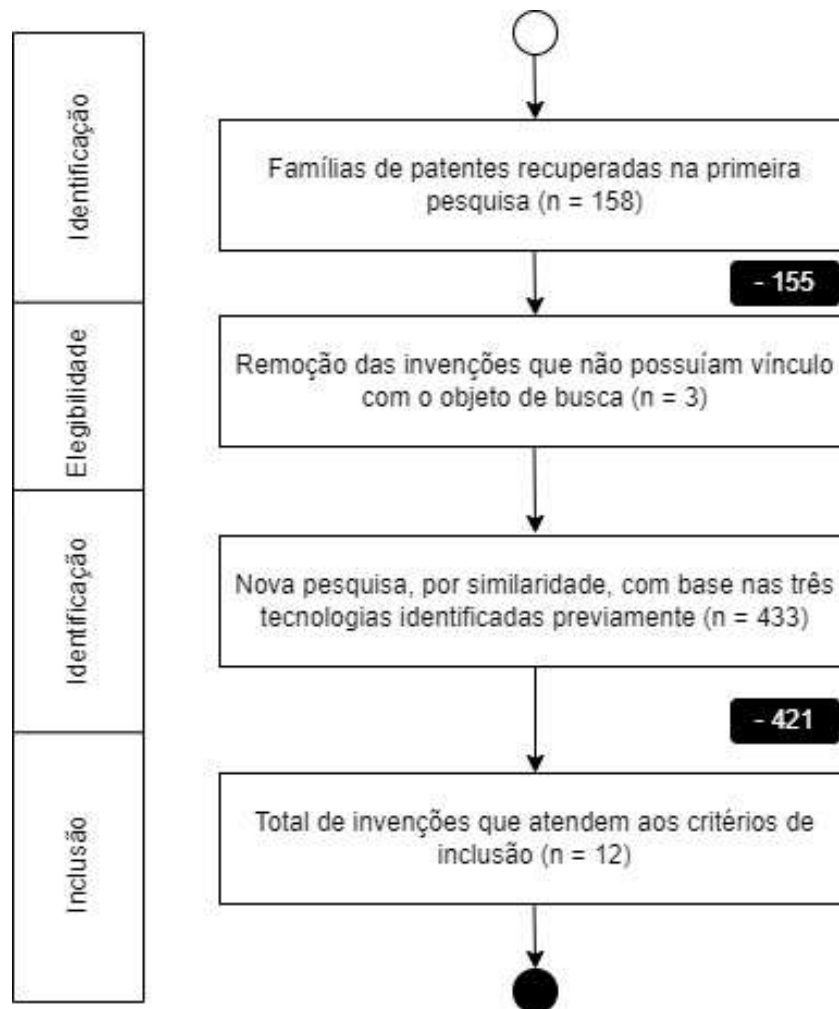 Identificação
Famílias de patentes recuperadas na primeira
pesquisa (n = 158)
- 155
Elegibilidade
Remoção das invenções que não possuíam vínculo
com o objeto de busca (n = 3)
Identificação
Nova pesquisa, por similaridade, com base nas três
tecnologias identificadas previamente (n = 433)
- 421
Inclusão
Total de invenções que atendem aos critérios de
inclusão (n = 12)